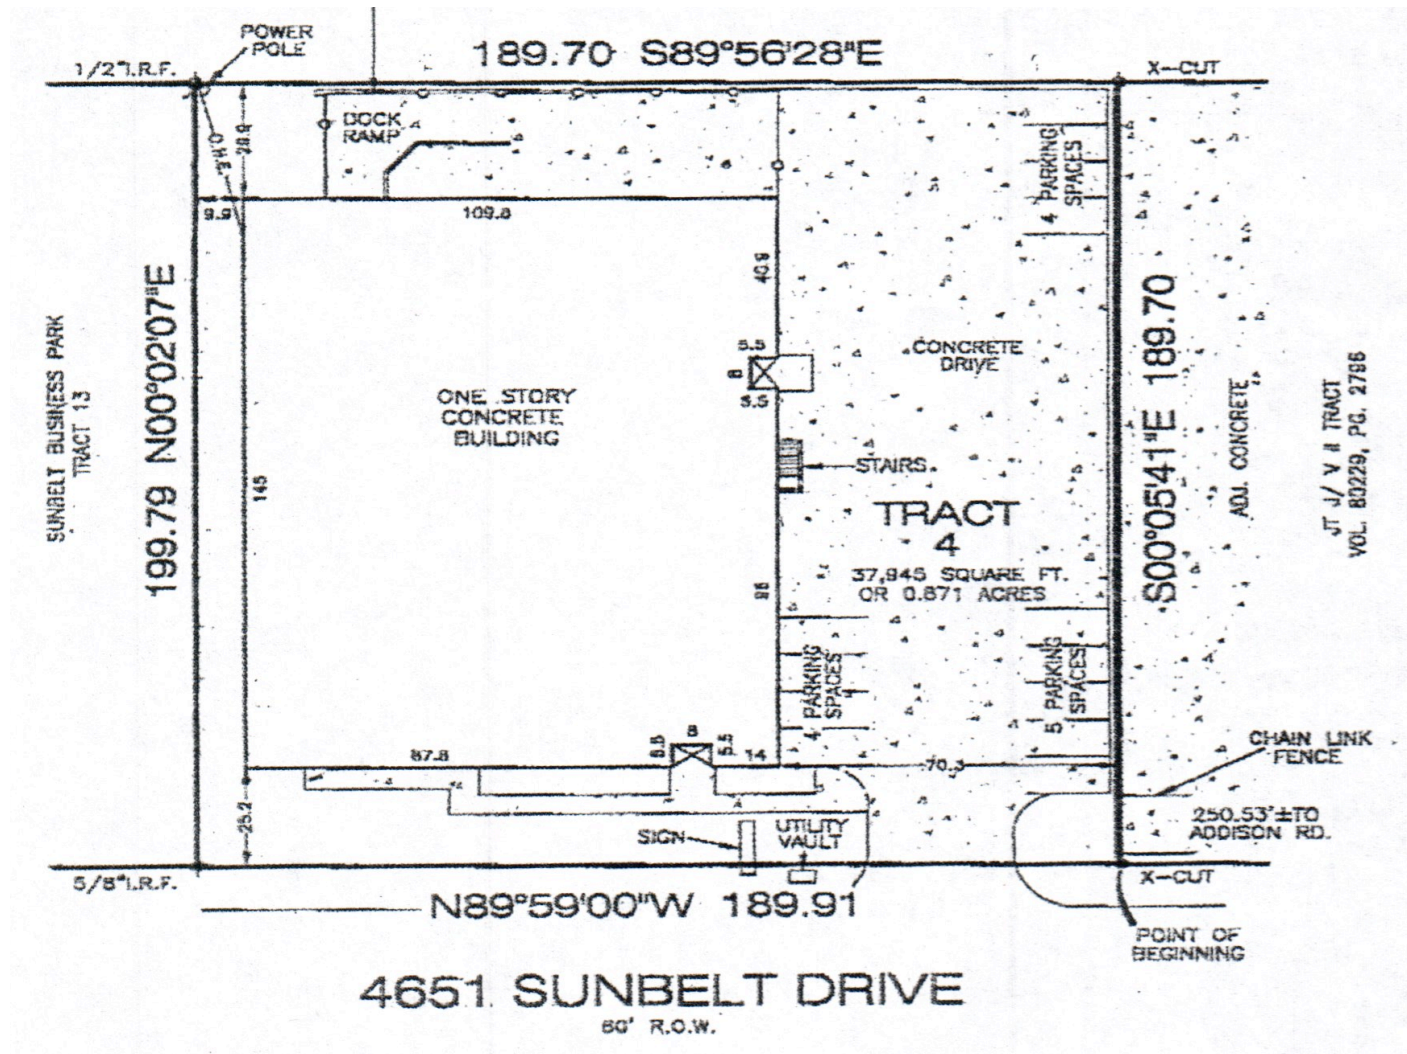 POWER
POLE
189.70 S89°56'28"E
1/2"I.R.F.
X-CUT
DOCK
RAMP
9.9
109.8
4 PARKING
SPACES
40.9
199.79 N00°02'07"E
SUNBELT BUSINESS PARK
TRACT 13
145
ONE STORY
CONCRETE
BUILDING
5.5
8
5.5
CONCRETE
DRIVE
STAIRS
TRACT
4
37,945 SQUARE FT.
OR 0.871 ACRES
S00°05'41"E 189.70
ADJ. CONCRETE
JT J/ V II TRACT
VOL. 80229, PG. 2796
4 PARKING
SPACES
5 PARKING
SPACES
87.8
5.5
8
5.5
14
70.3
CHAIN LINK
FENCE
25.2
SIGN
UTILITY
VAULT
250.53'±TO
ADDISON RD.
5/8"I.R.F.
X-CUT
N89°59'00"W 189.91
POINT OF
BEGINNING
4651 SUNBELT DRIVE
60' R.O.W.